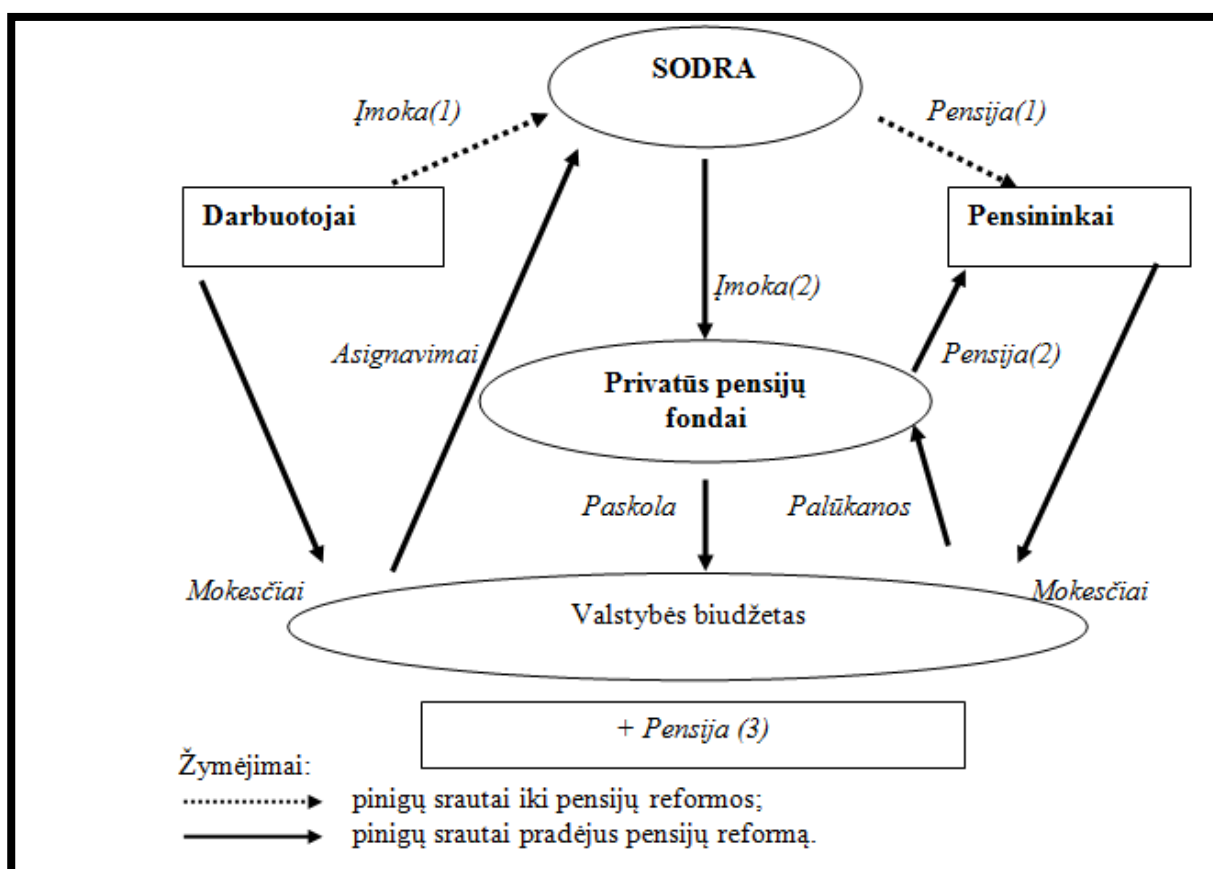 SODRA
Įmoka(1)
Pensija(1)
Darbuotojai
Pensininkai
Įmoka(2)
Asignavimai
Pensija(2)
Privatūs pensijų
fondai
Paskola
Palūkanos
Mokesčiai
Mokesčiai
Valstybės biudžetas
+ Pensija (3)
Žymėjimai:
pinigų srautai iki pensijų reformos;
pinigų srautai pradėjus pensijų reformą.